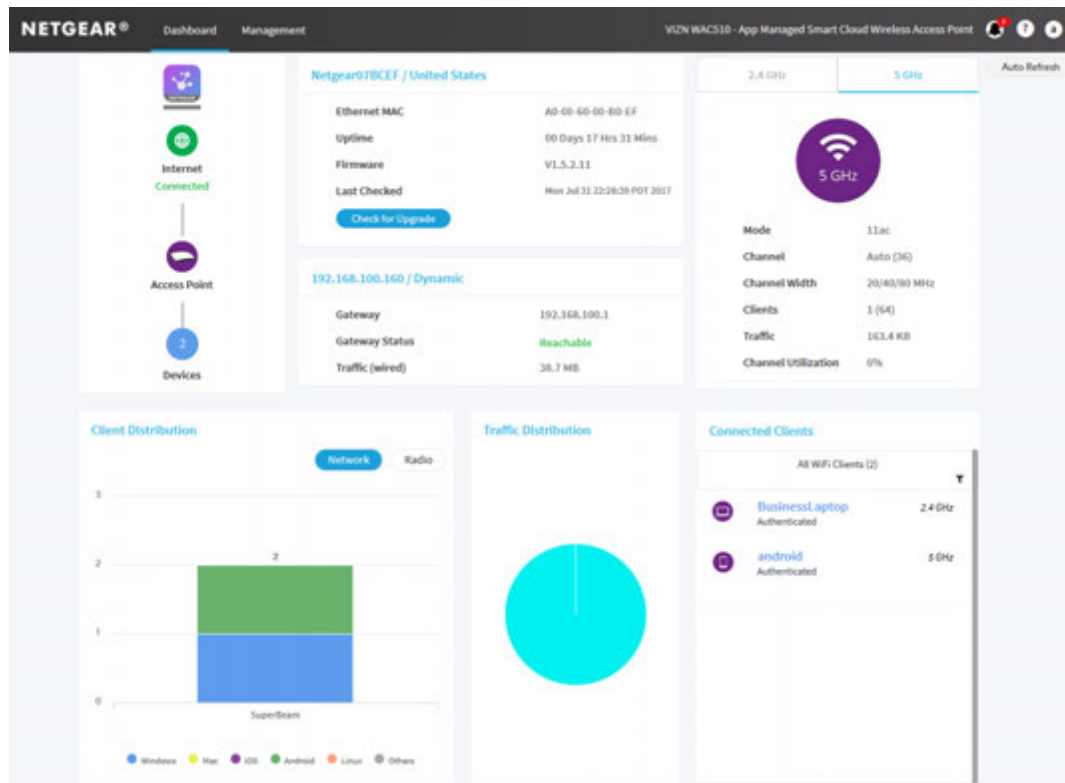 NETGEAR® Dashboard Management VIZN WAC510 - App Managed Smart Cloud Wireless Access Point ? a
Auto Refresh
NETGEAR
Internet
Connected
Access Point
2
Devices
Netgear07BCEF / United States
Ethernet MAC A0-00-60-00-B0-EF
Uptime 00 Days 17 Hrs 31 Mins
Firmware V1.5.2.11
Last Checked Mon Jul 31 22:28:39 PDT 2017
Check for Upgrade
192.168.100.160 / Dynamic
Gateway 192.168.100.1
Gateway Status Reachable
Traffic (wired) 38.7 MB
2.4 GHz 5 GHz
5 GHz
Mode 11ac
Channel Auto (36)
Channel Width 20/40/80 MHz
Clients 1 (64)
Traffic 163.4 KB
Channel Utilization 0%
Client Distribution
Network Radio
3
2
2
1
0
SuperBeam
Windows Mac iOS Android Linux Others
Traffic Distribution
Connected Clients
All WiFi Clients (2)
BusinessLaptop 2.4 GHz
Authenticated
android 5 GHz
Authenticated